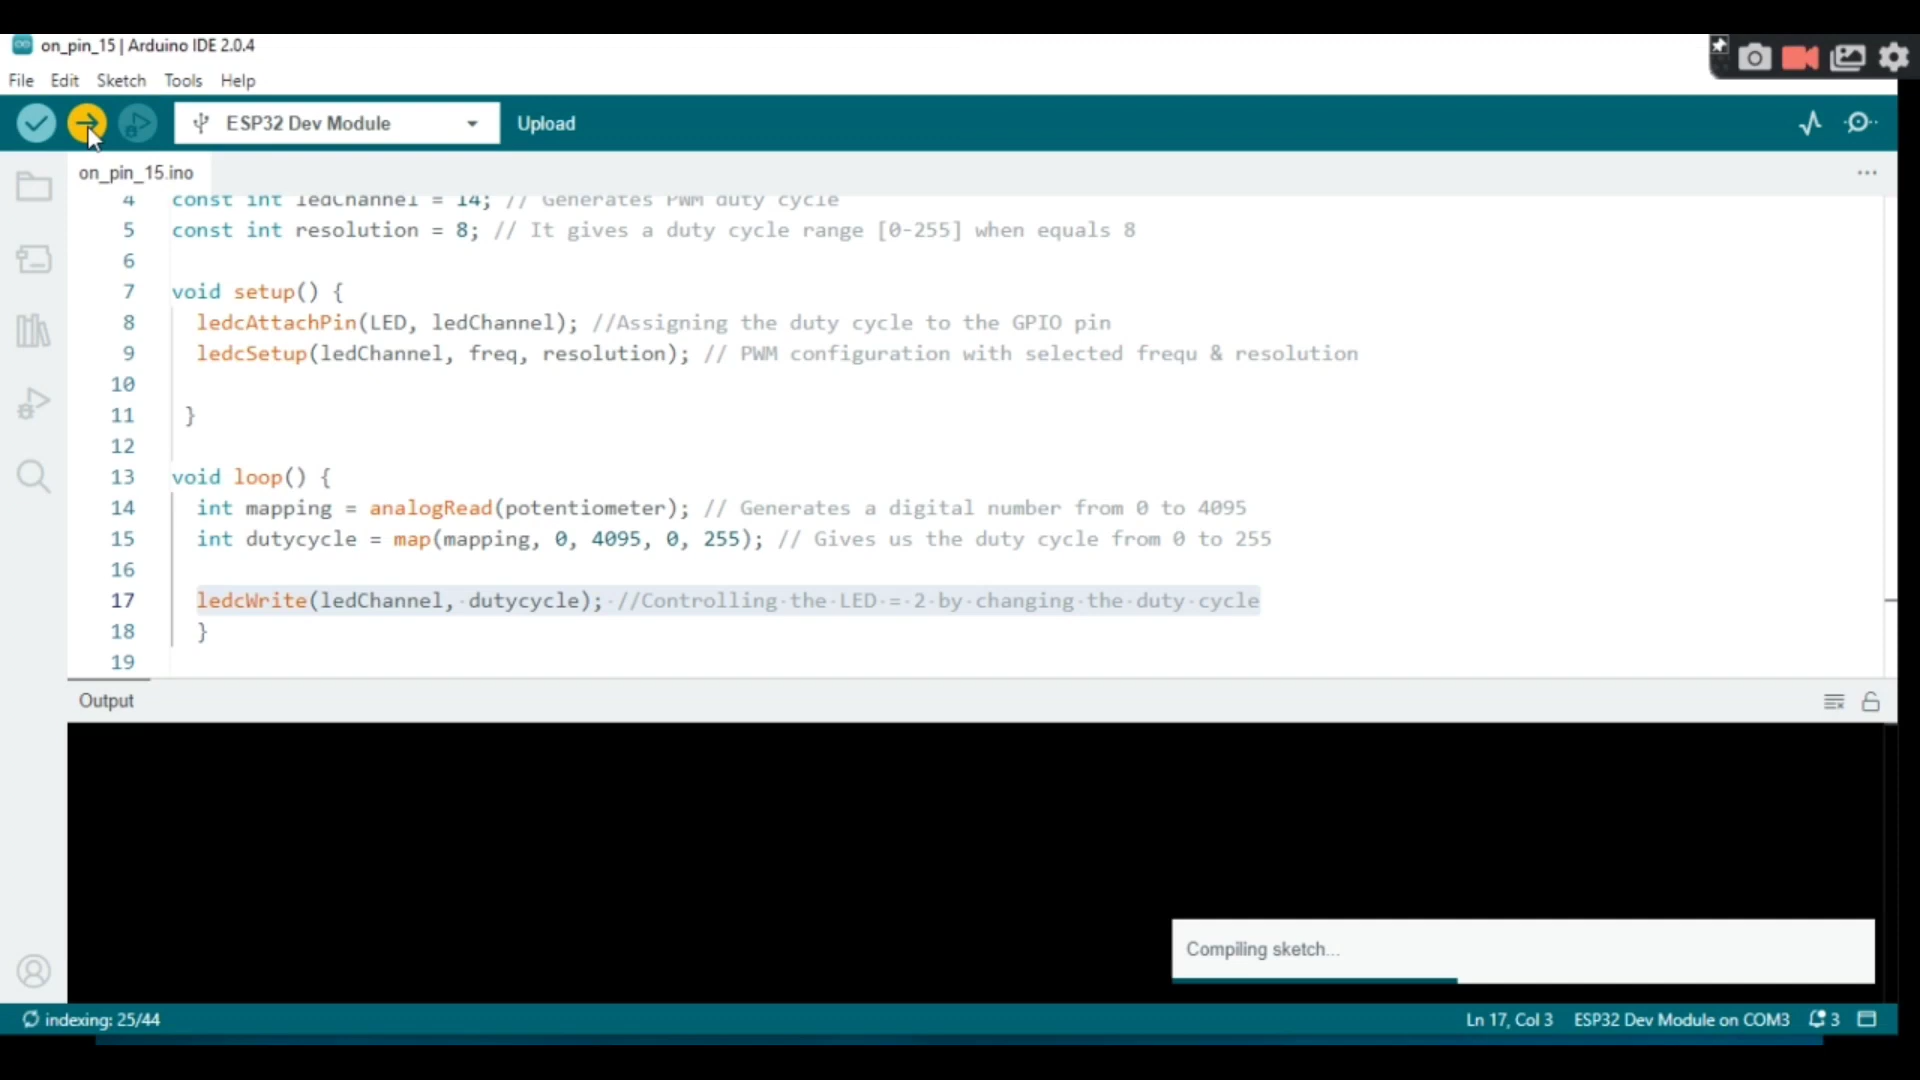 on_pin_15 | Arduino IDE 2.0.4
File Edit Sketch Tools Help
ESP32 Dev Module Upload
on_pin_15.ino
4 const int ledChannel = 14; // Generates PWM duty cycle
5 const int resolution = 8; // It gives a duty cycle range [0-255] when equals 8
6
7 void setup() {
8 ledcAttachPin(LED, ledChannel); //Assigning the duty cycle to the GPIO pin
9 ledcSetup(ledChannel, freq, resolution); // PWM configuration with selected frequ & resolution
10
11 }
12
13 void loop() {
14 int mapping = analogRead(potentiometer); // Generates a digital number from 0 to 4095
15 int dutycycle = map(mapping, 0, 4095, 0, 255); // Gives us the duty cycle from 0 to 255
16
17 ledcWrite(ledChannel, dutycycle); //Controlling the LED = 2 by changing the duty cycle
18 }
19
Output
Compiling sketch...
indexing: 25/44 Ln 17, Col 3 ESP32 Dev Module on COM3 3